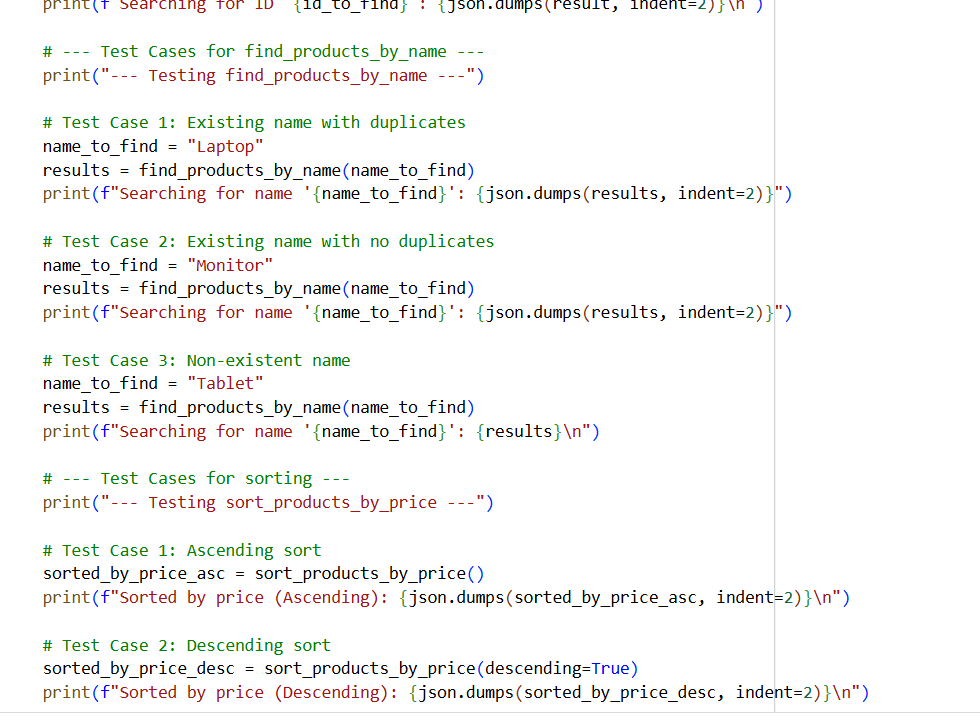 print(f"Searching for ID '{id_to_find}': {json.dumps(result, indent=2)}\n")
# --- Test Cases for find_products_by_name ---
print("--- Testing find_products_by_name ---")
# Test Case 1: Existing name with duplicates
name_to_find = "Laptop"
results = find_products_by_name(name_to_find)
print(f"Searching for name '{name_to_find}': {json.dumps(results, indent=2)}")
# Test Case 2: Existing name with no duplicates
name_to_find = "Monitor"
results = find_products_by_name(name_to_find)
print(f"Searching for name '{name_to_find}': {json.dumps(results, indent=2)}")
# Test Case 3: Non-existent name
name_to_find = "Tablet"
results = find_products_by_name(name_to_find)
print(f"Searching for name '{name_to_find}': {results}\n")
# --- Test Cases for sorting ---
print("--- Testing sort_products_by_price ---")
# Test Case 1: Ascending sort
sorted_by_price_asc = sort_products_by_price()
print(f"Sorted by price (Ascending): {json.dumps(sorted_by_price_asc, indent=2)}\n")
# Test Case 2: Descending sort
sorted_by_price_desc = sort_products_by_price(descending=True)
print(f"Sorted by price (Descending): {json.dumps(sorted_by_price_desc, indent=2)}\n")